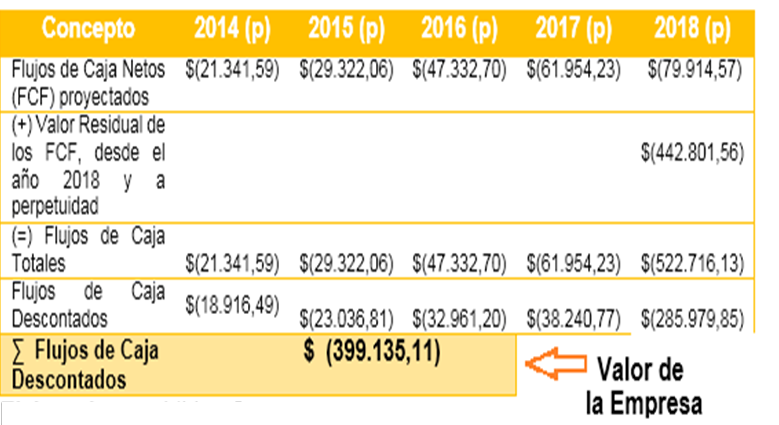 Concepto 2014 (p) 2015 (p) 2016 (p) 2017 (p) 2018 (p)
Flujos de Caja Netos $(21.341,59) $(29.322,06) $(47.332,70) $(61.954,23) $(79.914,57)
(FCF) proyectados
(+) Valor Residual de
los FCF, desde el $(442.801,56)
año 2018 y a
perpetuidad
(=) Flujos de Caja
Totales $(21.341,59) $(29.322,06) $(47.332,70) $(61.954,23) $(522.716,13)
Flujos de Caja $(18.916,49)
Descontados $(23.036,81) $(32.961,20) $(38.240,77) $(285.979,85)
∑ Flujos de Caja $ (399.135,11)
Descontados
Valor de
la Empresa